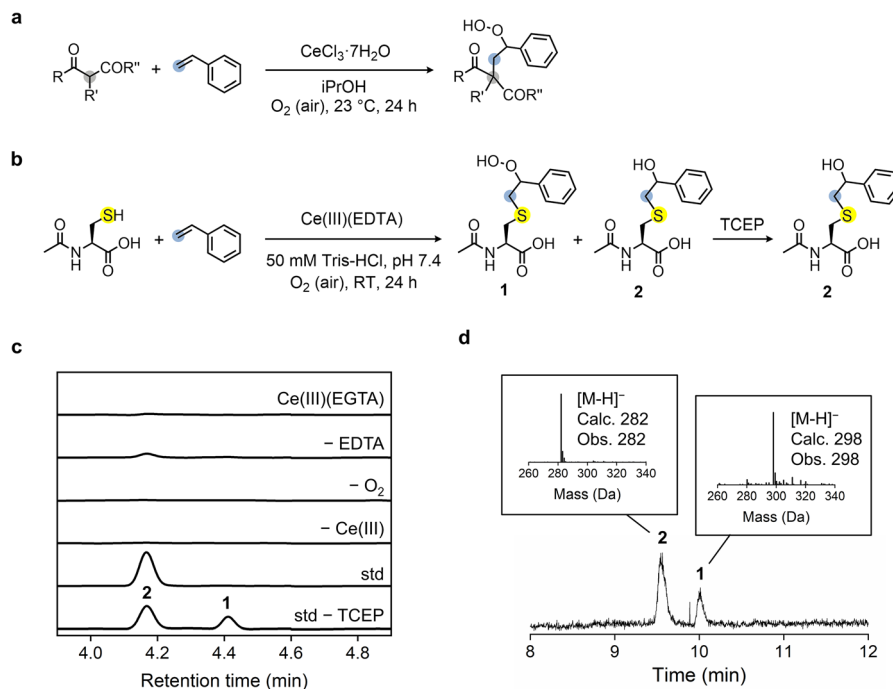 a
O
R
COR"
R'
+
CeCl₃·7H₂O
iPrOH
O₂ (air), 23 °C, 24 h
HO
O
O
R
R'
COR"
b
SH
O
N
H
OH
O
+
Ce(III)(EDTA)
50 mM Tris-HCl, pH 7.4
O₂ (air), RT, 24 h
HO
O
S
O
N
H
OH
O
1
+
HO
S
O
N
H
OH
O
2
TCEP
HO
S
O
N
H
OH
O
2
c
Ce(III)(EGTA)
− EDTA
− O₂
− Ce(III)
std
2
1
std − TCEP
4.0 4.2 4.4 4.6 4.8
Retention time (min)
d
[M-H]⁻
Calc. 282
Obs. 282
260 280 300 320 340
Mass (Da)
[M-H]⁻
Calc. 298
Obs. 298
260 280 300 320 340
Mass (Da)
2
1
8 9 10 11 12
Time (min)